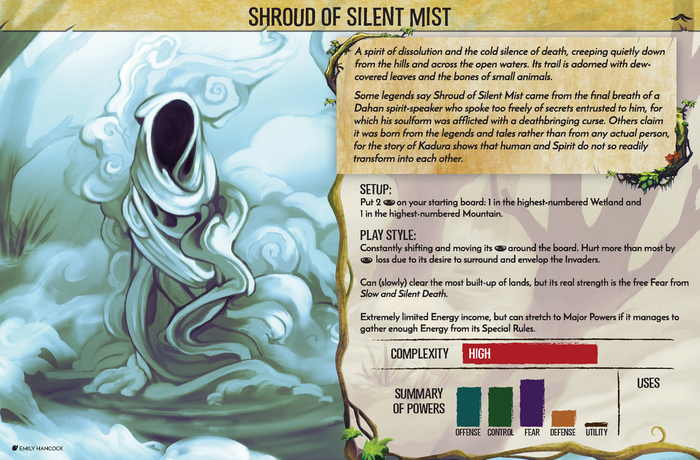 SHROUD OF SILENT MIST
A spirit of dissolution and the cold silence of death, creeping quietly down
from the hills and across the open waters. Its trail is adorned with dew-
covered leaves and the bones of small animals.
Some legends say Shroud of Silent Mist came from the final breath of a
Dahan spirit-speaker who spoke too freely of secrets entrusted to him, for
which his soulform was afflicted with a deathbringing curse. Others claim
it was born from the legends and tales rather than from any actual person,
for the story of Kadura shows that human and Spirit do not so readily
transform into each other.
SETUP:
Put 2 on your starting board: 1 in the highest-numbered Wetland and
1 in the highest-numbered Mountain.
PLAY STYLE:
Constantly shifting and moving its around the board. Hurt more than most by
loss due to its desire to surround and envelop the Invaders.
Can (slowly) clear the most built-up of lands, but its real strength is the free Fear from
Slow and Silent Death.
Extremely limited Energy income, but can stretch to Major Powers if it manages to
gather enough Energy from its Special Rules.
COMPLEXITY HIGH
SUMMARY
OF POWERS
OFFENSE CONTROL FEAR DEFENSE UTILITY
USES
EMILY HANCOCK